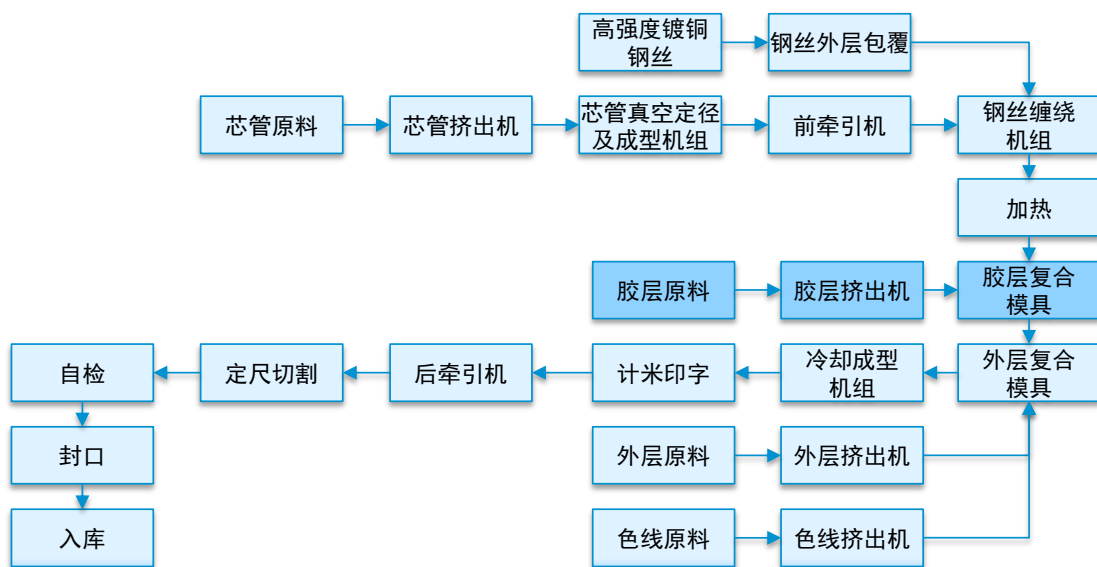 高强度镀铜
钢丝
钢丝外层包覆
芯管原料
芯管挤出机
芯管真空定径
及成型机组
前牵引机
钢丝缠绕
机组
加热
胶层原料
胶层挤出机
胶层复合
模具
自检
定尺切割
后牵引机
计米印字
冷却成型
机组
外层复合
模具
封口
外层原料
外层挤出机
入库
色线原料
色线挤出机